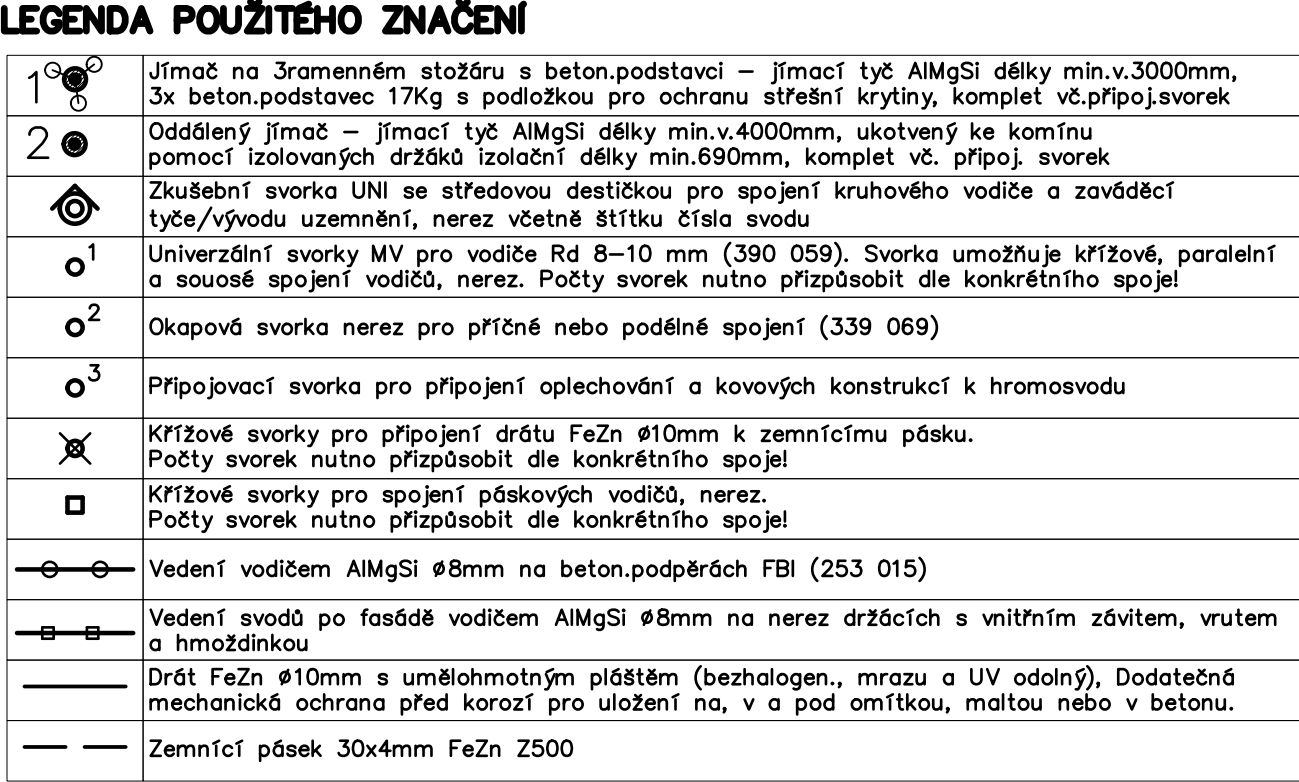 LEGENDA POUŽITÉHO ZNAČENÍ
1
Jímač na 3ramenném stožáru s beton.podstavci – jímací tyč AlMgSi délky min.v.3000mm,
3x beton.podstavec 17Kg s podložkou pro ochranu střešní krytiny, komplet vč.připoj.svorek
2
Oddálený jímač – jímací tyč AlMgSi délky min.v.4000mm, ukotvený ke komínu
pomocí izolovaných držáků izolační délky min.690mm, komplet vč. připoj. svorek
Zkušební svorka UNI se středovou destičkou pro spojení kruhového vodiče a zaváděcí
tyče/vývodu uzemnění, nerez včetně štítku čísla svodu
1
Univerzální svorky MV pro vodiče Rd 8–10 mm (390 059). Svorka umožňuje křížové, paralelní
a souosé spojení vodičů, nerez. Počty svorek nutno přizpůsobit dle konkrétního spoje!
2
Okapová svorka nerez pro příčné nebo podélné spojení (339 069)
3
Připojovací svorka pro připojení oplechování a kovových konstrukcí k hromosvodu
Křížové svorky pro připojení drátu FeZn Ø10mm k zemnícímu pásku.
Počty svorek nutno přizpůsobit dle konkrétního spoje!
Křížové svorky pro spojení páskových vodičů, nerez.
Počty svorek nutno přizpůsobit dle konkrétního spoje!
Vedení vodičem AlMgSi Ø8mm na beton.podpěrách FBI (253 015)
Vedení svodů po fasádě vodičem AlMgSi Ø8mm na nerez držácích s vnitřním závitem, vrutem
a hmoždinkou
Drát FeZn Ø10mm s umělohmotným pláštěm (bezhalogen., mrazu a UV odolný), Dodatečná
mechanická ochrana před korozí pro uložení na, v a pod omítkou, maltou nebo v betonu.
Zemnící pásek 30x4mm FeZn Z500